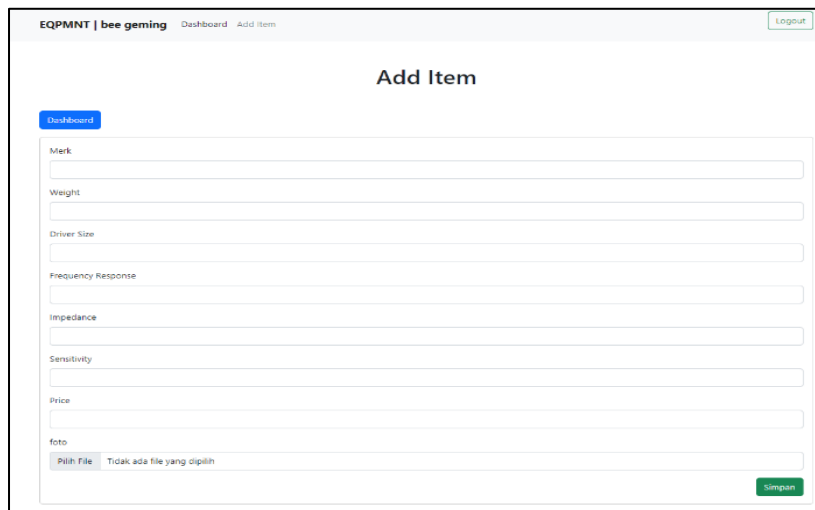 EQPMNT | bee geming Dashboard Add Item Logout
Add Item
Dashboard
Merk
Weight
Driver Size
Frequency Response
Impedance
Sensitivity
Price
foto
Pilih File Tidak ada file yang dipilih
Simpan